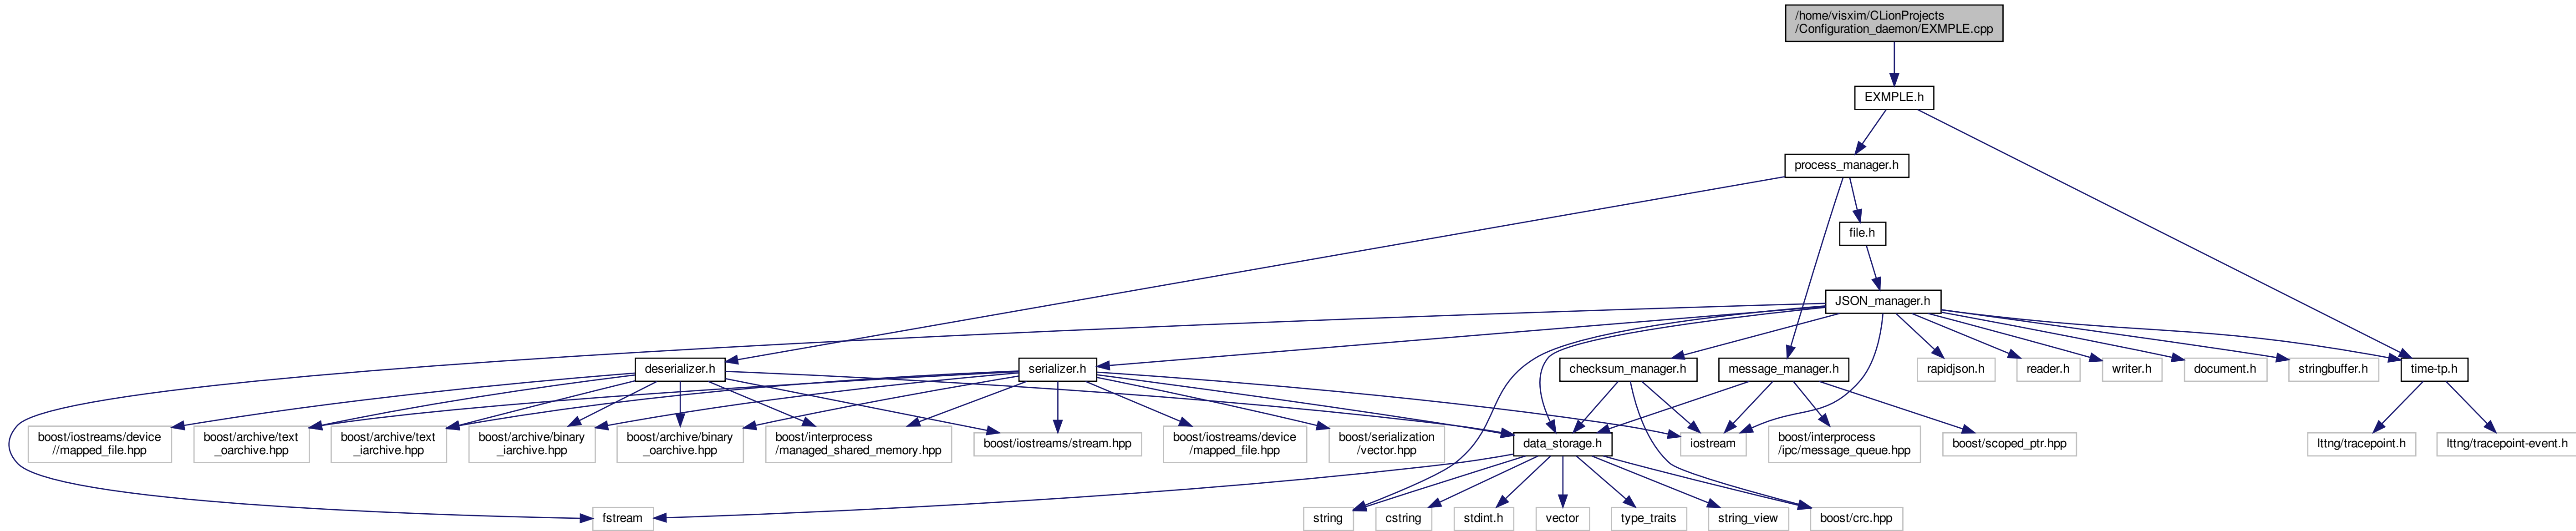 /home/visxim/CLionProjects
/Configuration_daemon/EXMPLE.cpp
EXMPLE.h
process_manager.h
file.h
JSON_manager.h
deserializer.h
serializer.h
checksum_manager.h
message_manager.h
rapidjson.h
reader.h
writer.h
document.h
stringbuffer.h
time-tp.h
boost/iostreams/device
//mapped_file.hpp
boost/archive/text
_oarchive.hpp
boost/archive/text
_iarchive.hpp
boost/archive/binary
_iarchive.hpp
boost/archive/binary
_oarchive.hpp
boost/interprocess
/managed_shared_memory.hpp
boost/iostreams/stream.hpp
boost/iostreams/device
/mapped_file.hpp
boost/serialization
/vector.hpp
data_storage.h
iostream
boost/interprocess
/ipc/message_queue.hpp
boost/scoped_ptr.hpp
lttng/tracepoint.h
lttng/tracepoint-event.h
fstream
string
cstring
stdint.h
vector
type_traits
string_view
boost/crc.hpp